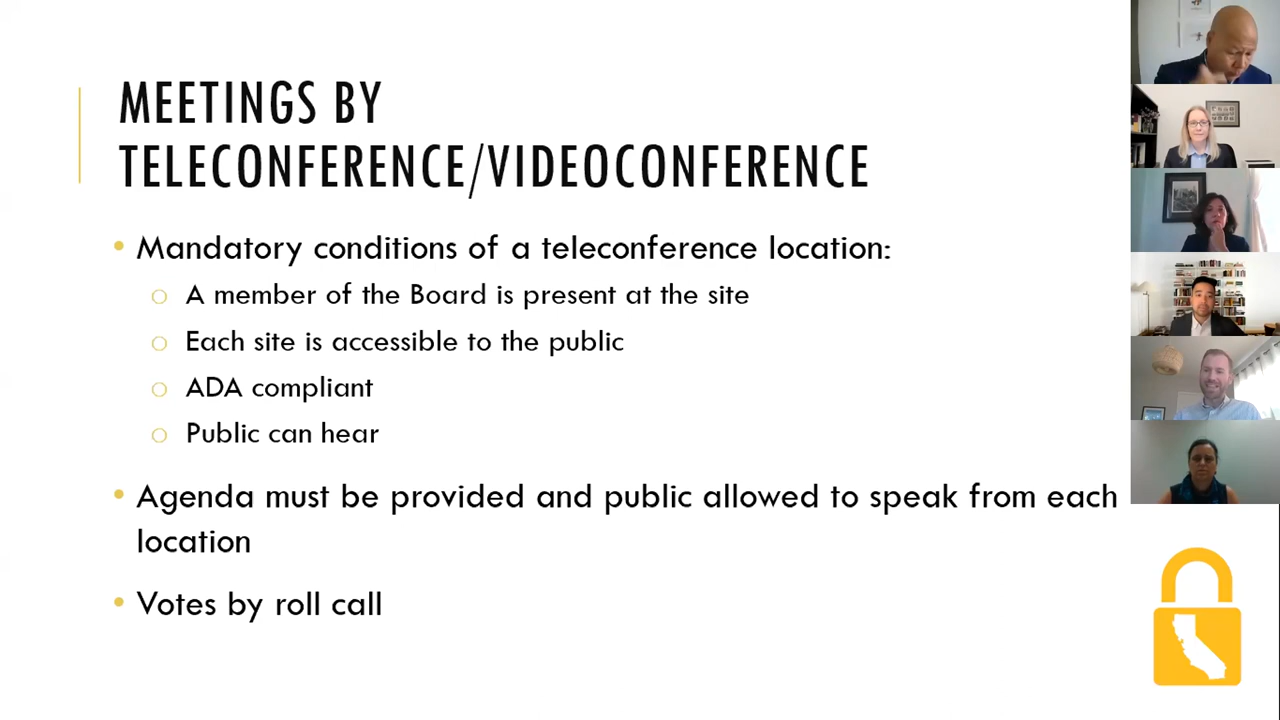 MEETINGS BY
TELECONFERENCE/VIDEOCONFERENCE
• Mandatory conditions of a teleconference location:
o A member of the Board is present at the site
o Each site is accessible to the public
o ADA compliant
o Public can hear
• Agenda must be provided and public allowed to speak from each
location
• Votes by roll call